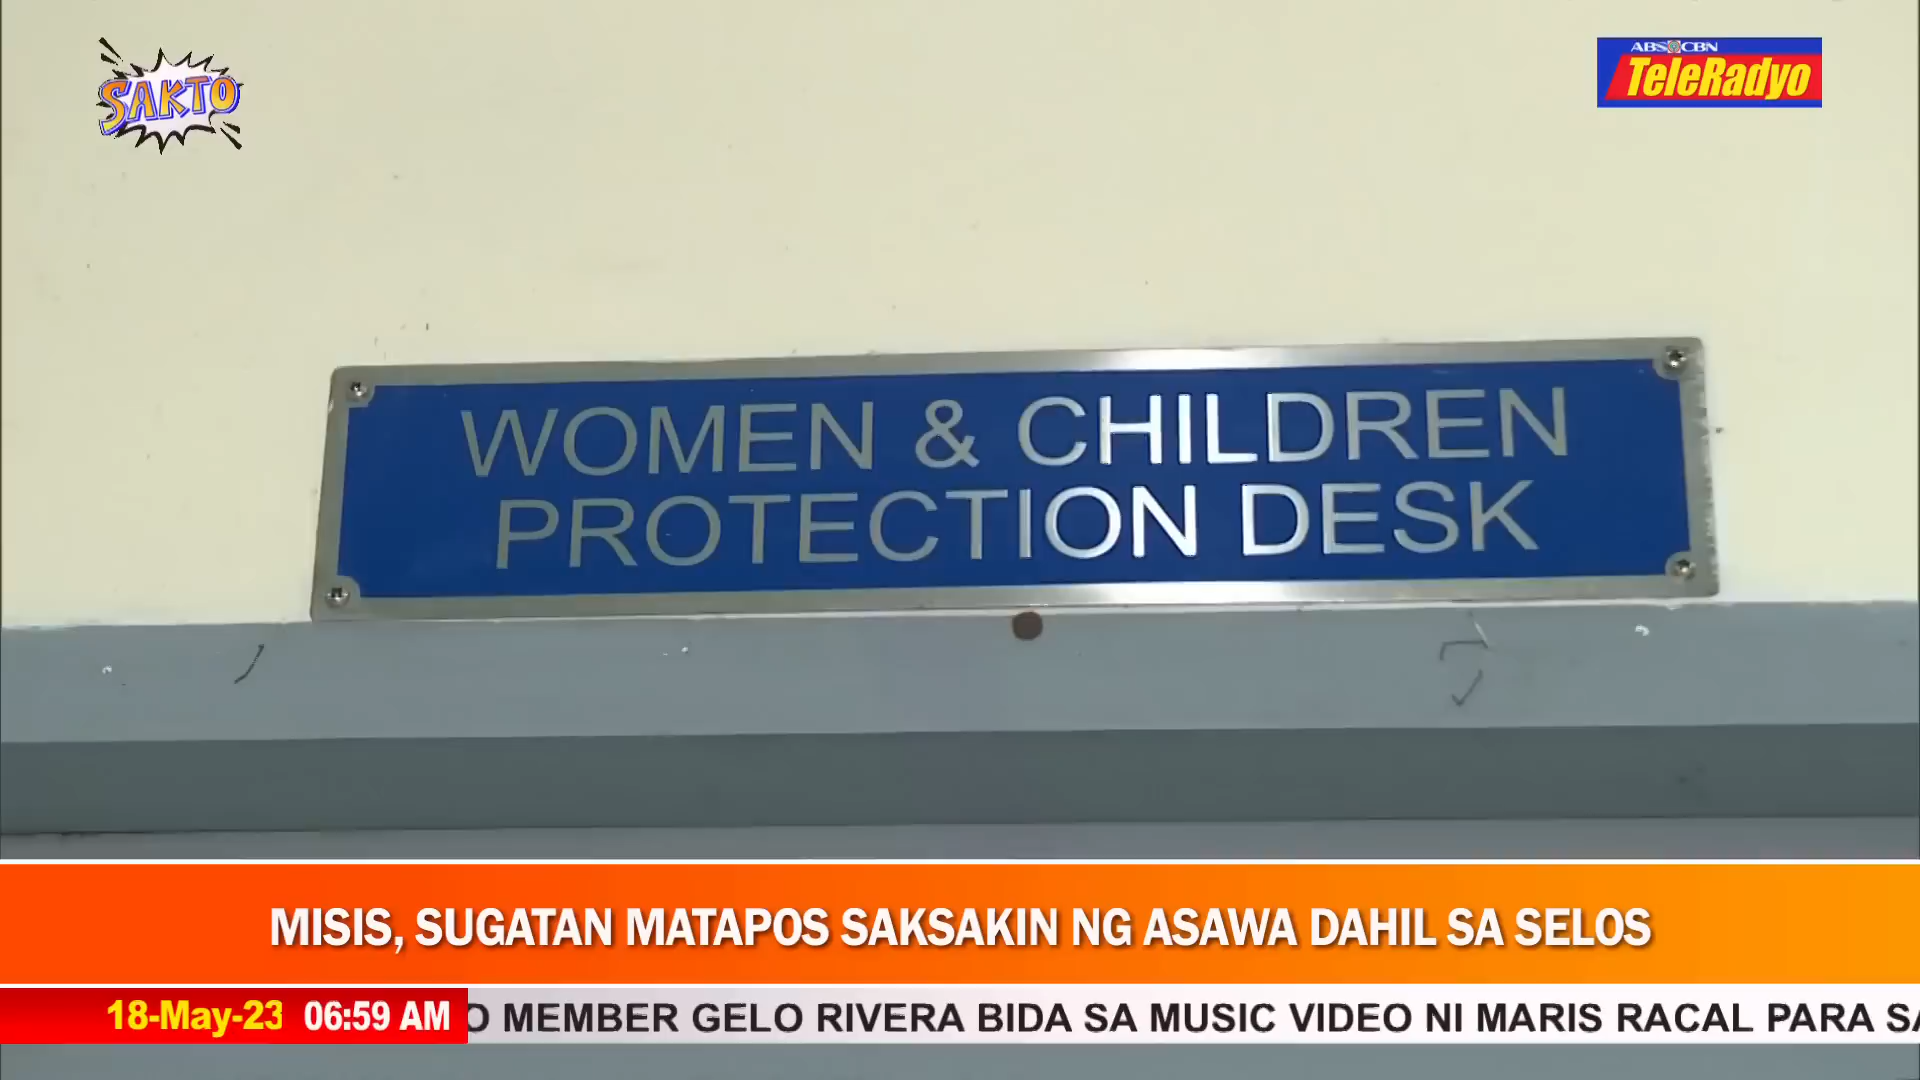 SAKTO
ABS-CBN
TeleRadyo
WOMEN & CHILDREN
PROTECTION DESK
MISIS, SUGATAN MATAPOS SAKSAKIN NG ASAWA DAHIL SA SELOS
18-May-23 06:59 AM
O MEMBER GELO RIVERA BIDA SA MUSIC VIDEO NI MARIS RACAL PARA SA